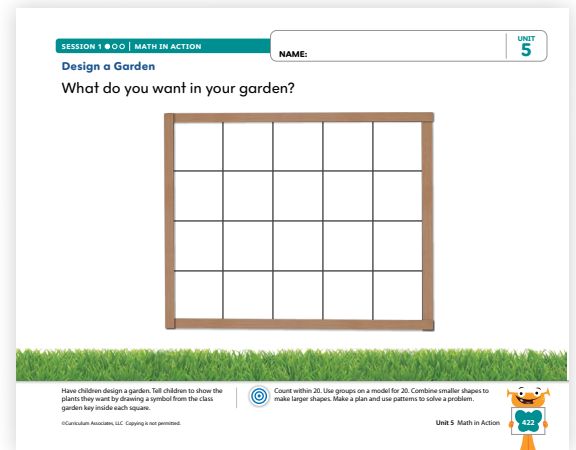 SESSION 1 | MATH IN ACTION
NAME:
UNIT
5
Design a Garden
What do you want in your garden?
Have children design a garden. Tell children to show the
plants they want by drawing a symbol from the class
garden key inside each square.
Count within 20. Use groups on a model for 20. Combine smaller shapes to
make larger shapes. Make a plan and use patterns to solve a problem.
©Curriculum Associates, LLC Copying is not permitted.
Unit 5 Math in Action
422